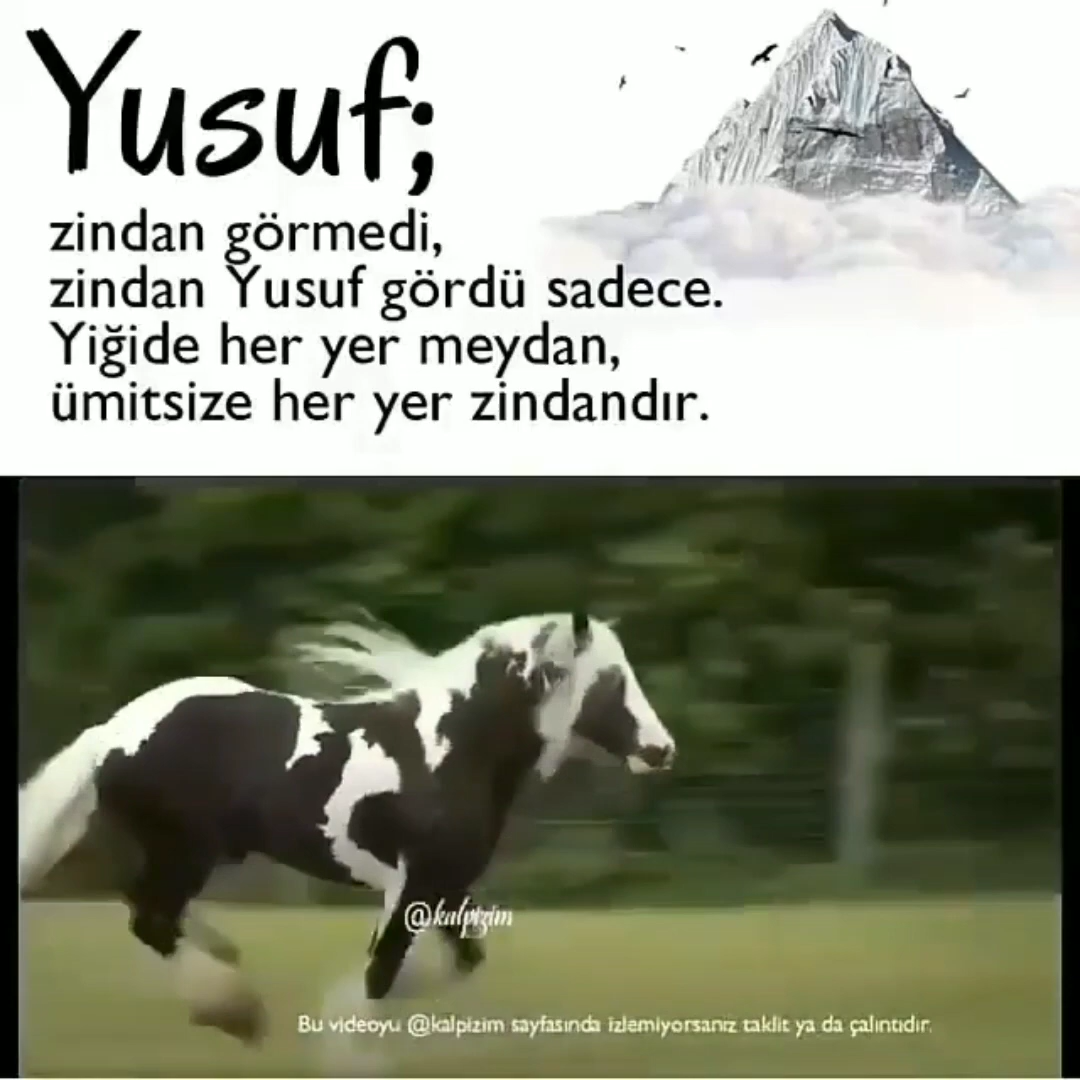 Yusuf;
zindan görmedi,
zindan Yusuf gördü sadece.
Yiğide her yer meydan,
ümitsize her yer zindandır.
@kalpizim
Bu videoyu @kalpizim sayfasında izlemiyorsanız taklit ya da çalıntıdır.